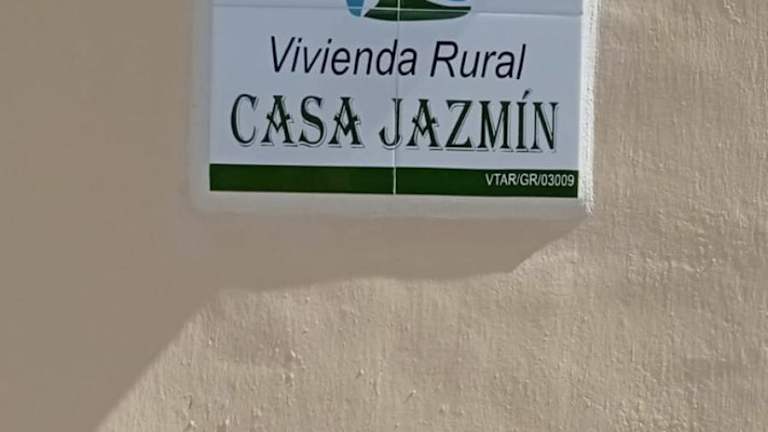 Vivienda Rural
CASA JAZMÍN
VTAR/GR/03009